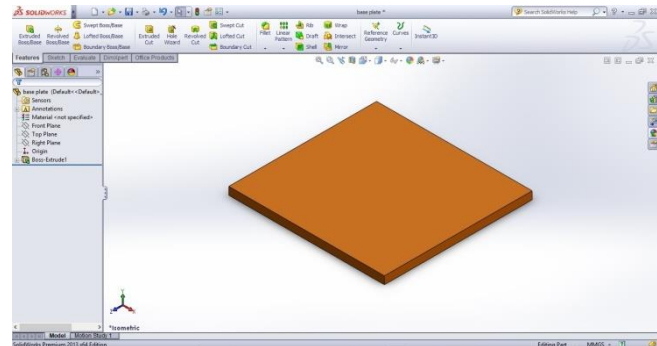 SOLIDWORKS
base plate *
Search SolidWorks Help
Extruded Boss/Base
Revolved Boss/Base
Swept Boss/Base
Lofted Boss/Base
Boundary Boss/Base
Extruded Cut
Hole Wizard
Revolved Cut
Swept Cut
Lofted Cut
Boundary Cut
Fillet
Linear Pattern
Rib
Draft
Shell
Wrap
Intersect
Mirror
Reference Geometry
Curves
Instant3D
Features Sketch Evaluate DimXpert Office Products
base plate (Default<<Default>_
Sensors
Annotations
Material <not specified>
Front Plane
Top Plane
Right Plane
Origin
Boss-Extrude1
*Isometric
Model Motion Study 1
SolidWorks Premium 2013 x64 Edition
Editing Part MMGS